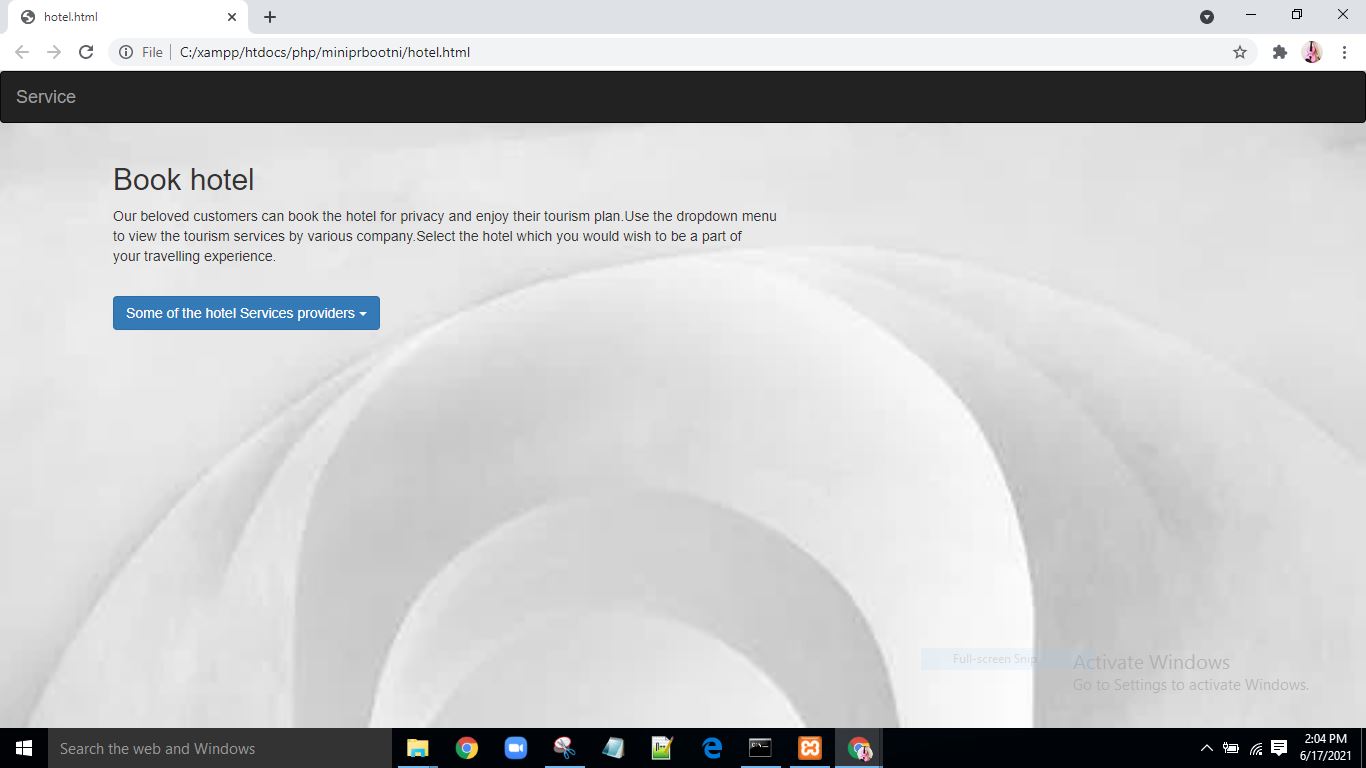 hotel.html
File
C:/xampp/htdocs/php/miniprbootni/hotel.html
Service
Book hotel
Our beloved customers can book the hotel for privacy and enjoy their tourism plan.Use the dropdown menu
to view the tourism services by various company.Select the hotel which you would wish to be a part of
your travelling experience.
Some of the hotel Services providers
Full-screen Snip
Activate Windows
Go to Settings to activate Windows.
Search the web and Windows
2:04 PM
6/17/2021